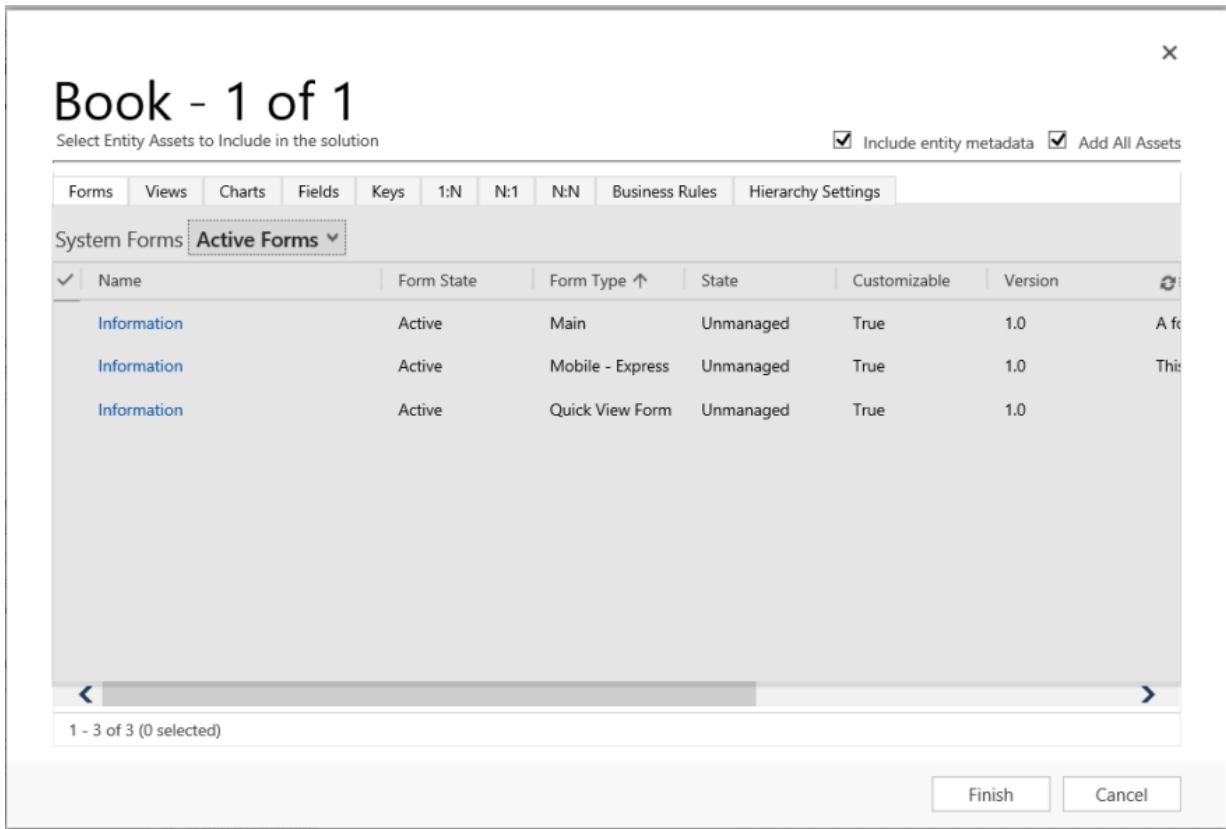 Book - 1 of 1
Select Entity Assets to Include in the solution
Include entity metadata Add All Assets
Forms Views Charts Fields Keys 1:N N:1 N:N Business Rules Hierarchy Settings
System Forms Active Forms
Name Form State Form Type State Customizable Version
Information Active Main Unmanaged True 1.0 A
Information Active Mobile - Express Unmanaged True 1.0
Information Active Quick View Form Unmanaged True 1.0
1 - 3 of 3 (0 selected)
Finish Cancel